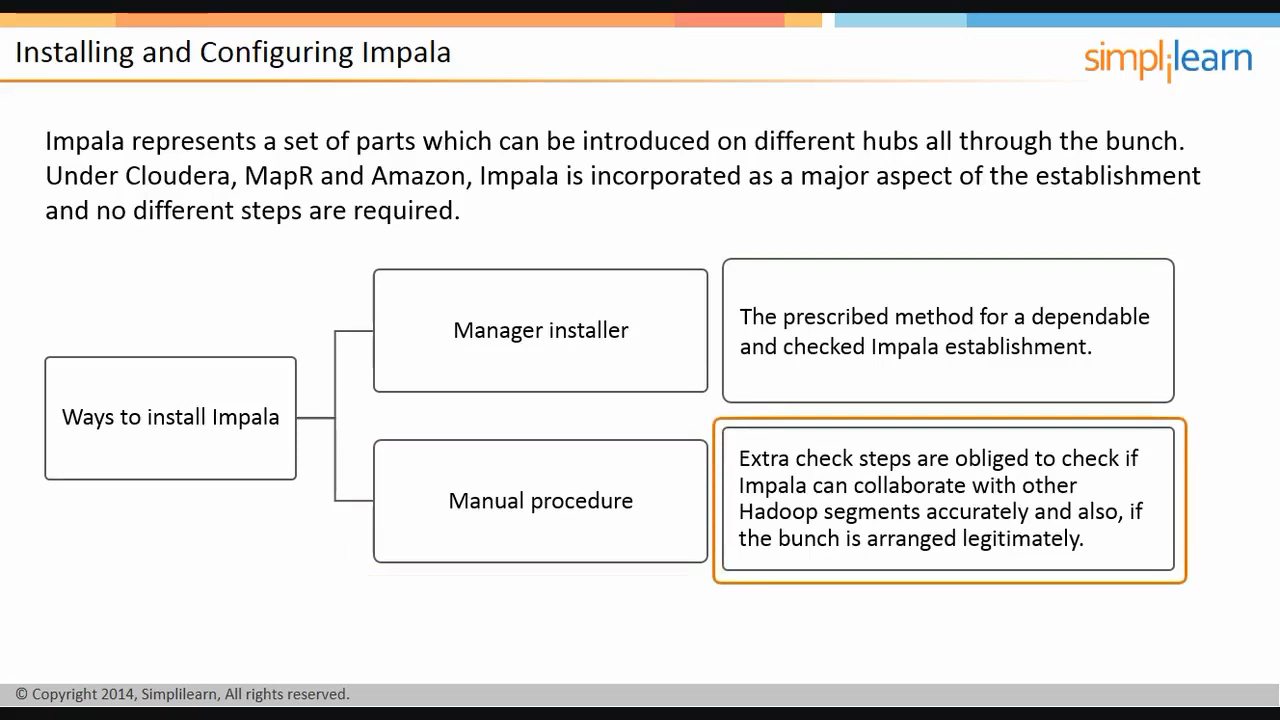 Installing and Configuring Impala
simplilearn
Impala represents a set of parts which can be introduced on different hubs all through the bunch.
Under Cloudera, MapR and Amazon, Impala is incorporated as a major aspect of the establishment
and no different steps are required.
Ways to install Impala
Manager installer
The prescribed method for a dependable
and checked Impala establishment.
Manual procedure
Extra check steps are obliged to check if
Impala can collaborate with other
Hadoop segments accurately and also, if
the bunch is arranged legitimately.
© Copyright 2014, Simplilearn, All rights reserved.